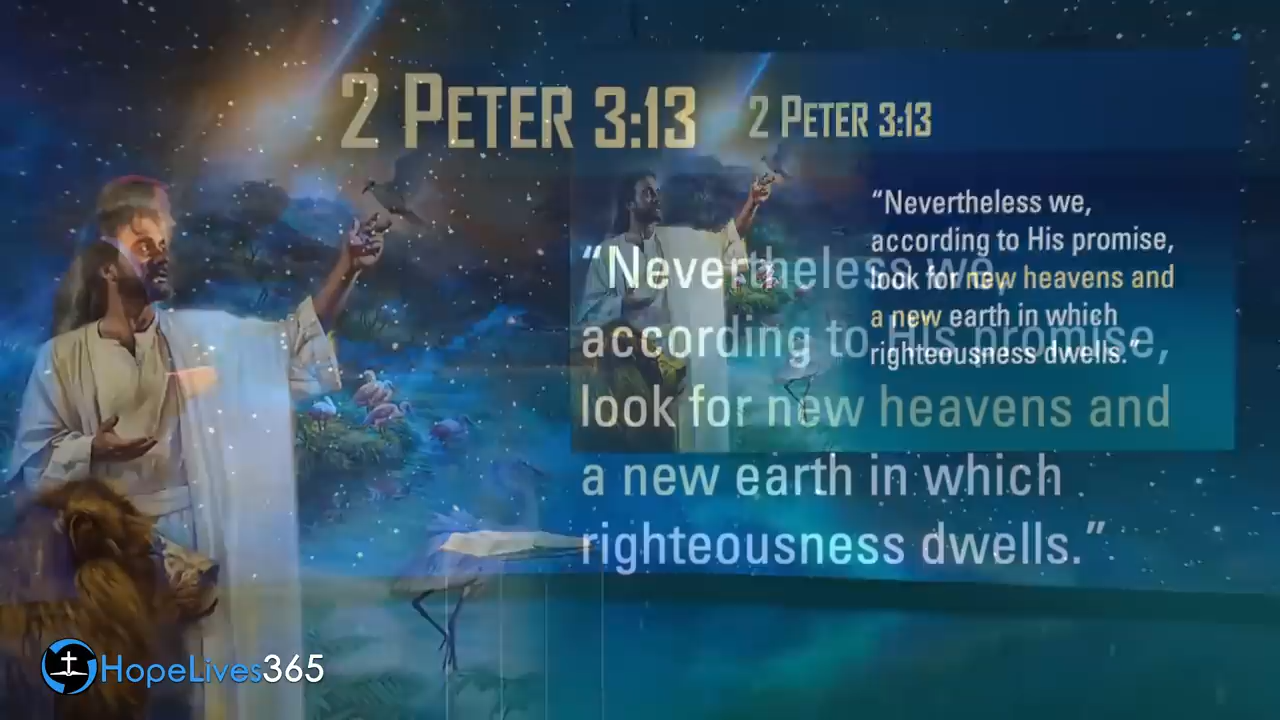 2 PETER 3:13
“Nevertheless we,
according to His promise,
look for new heavens and
a new earth in which
righteousness dwells.”
2 PETER 3:13
“Nevertheless we,
according to His promise,
look for new heavens and
a new earth in which
righteousness dwells.”
HopeLives365